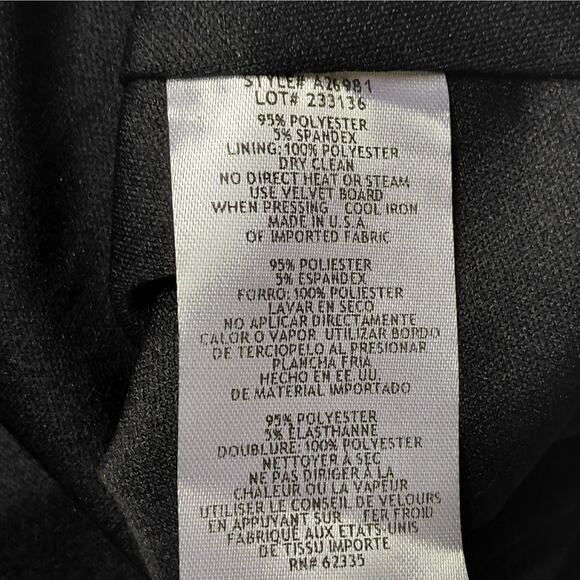 STYLE# A26981
LOT# 233136
95% POLYESTER
5% SPANDEX
LINING: 100% POLYESTER
DRY CLEAN
NO DIRECT HEAT OR STEAM
USE VELVET BOARD
WHEN PRESSING COOL IRON
MADE IN U.S.A.
OF IMPORTED FABRIC
95% POLIESTER
5% ESPANDEX
FORRO: 100% POLIESTER
LAVAR EN SECO
NO APLICAR DIRECTAMENTE
CALOR O VAPOR UTILIZAR BORDO
DE TERCIOPELO AL PRESIONAR
PLANCHA FRIA
HECHO EN EE.UU.
DE MATERIAL IMPORTADO
95% POLYESTER
5% ELASTHANNE
DOUBLURE: 100% POLYESTER
NETTOYER A SEC
NE PAS DIRIGER A LA
CHALEUR OU LA VAPEUR
UTILISER LE CONSEIL DE VELOURS
EN APPUYANT SUR FER FROID
FABRIQUE AUX ETATS-UNIS
DE TISSU IMPORTE
RN# 62335